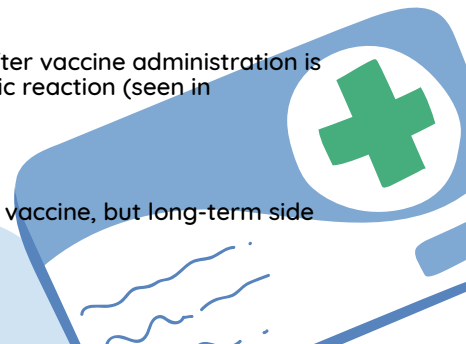 ter vaccine administration is
ic reaction (seen in
vaccine, but long-term side